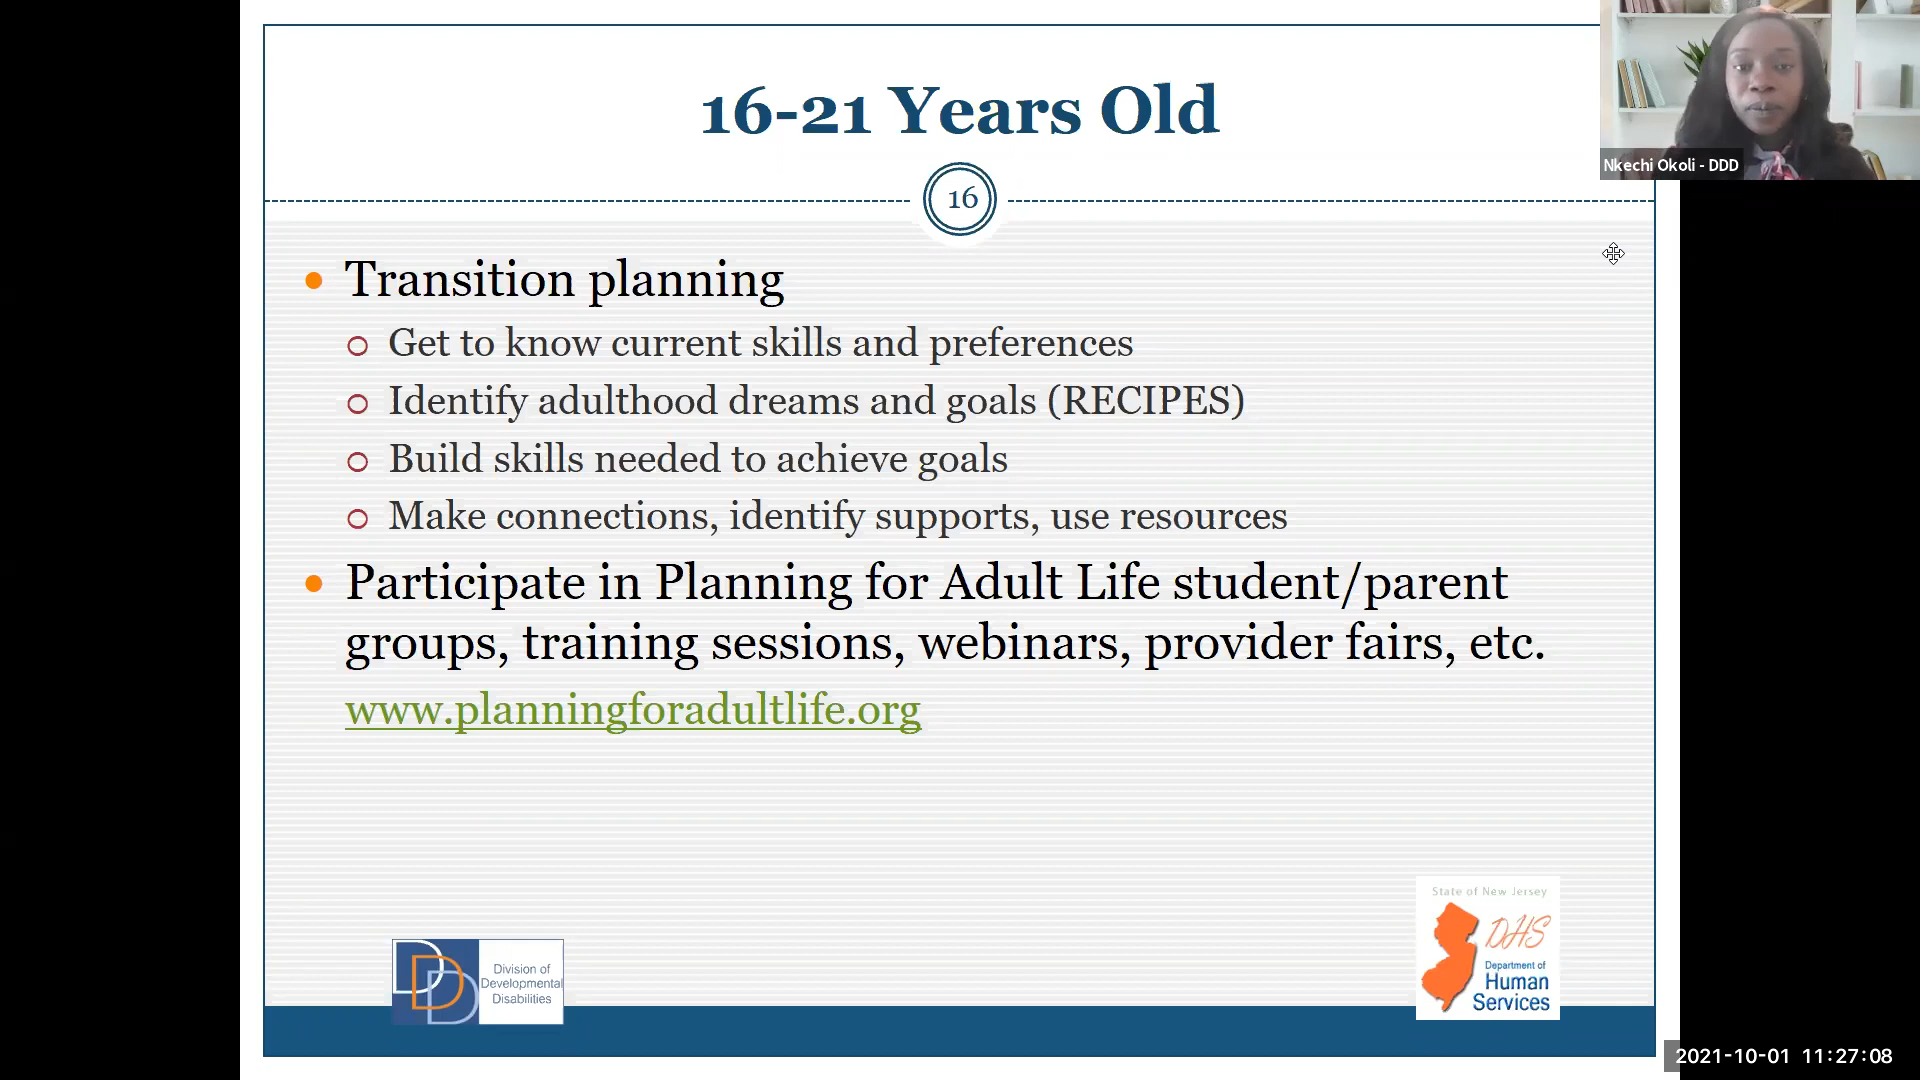 16-21 Years Old
Nkechi Okoli - DDD
16
Transition planning
Get to know current skills and preferences
Identify adulthood dreams and goals (RECIPES)
Build skills needed to achieve goals
Make connections, identify supports, use resources
Participate in Planning for Adult Life student/parent
groups, training sessions, webinars, provider fairs, etc.
www.planningforadultlife.org
DDD
Division of
Developmental
Disabilities
State of New Jersey
DHS
Department of
Human
Services
2021-10-01 11:27:08